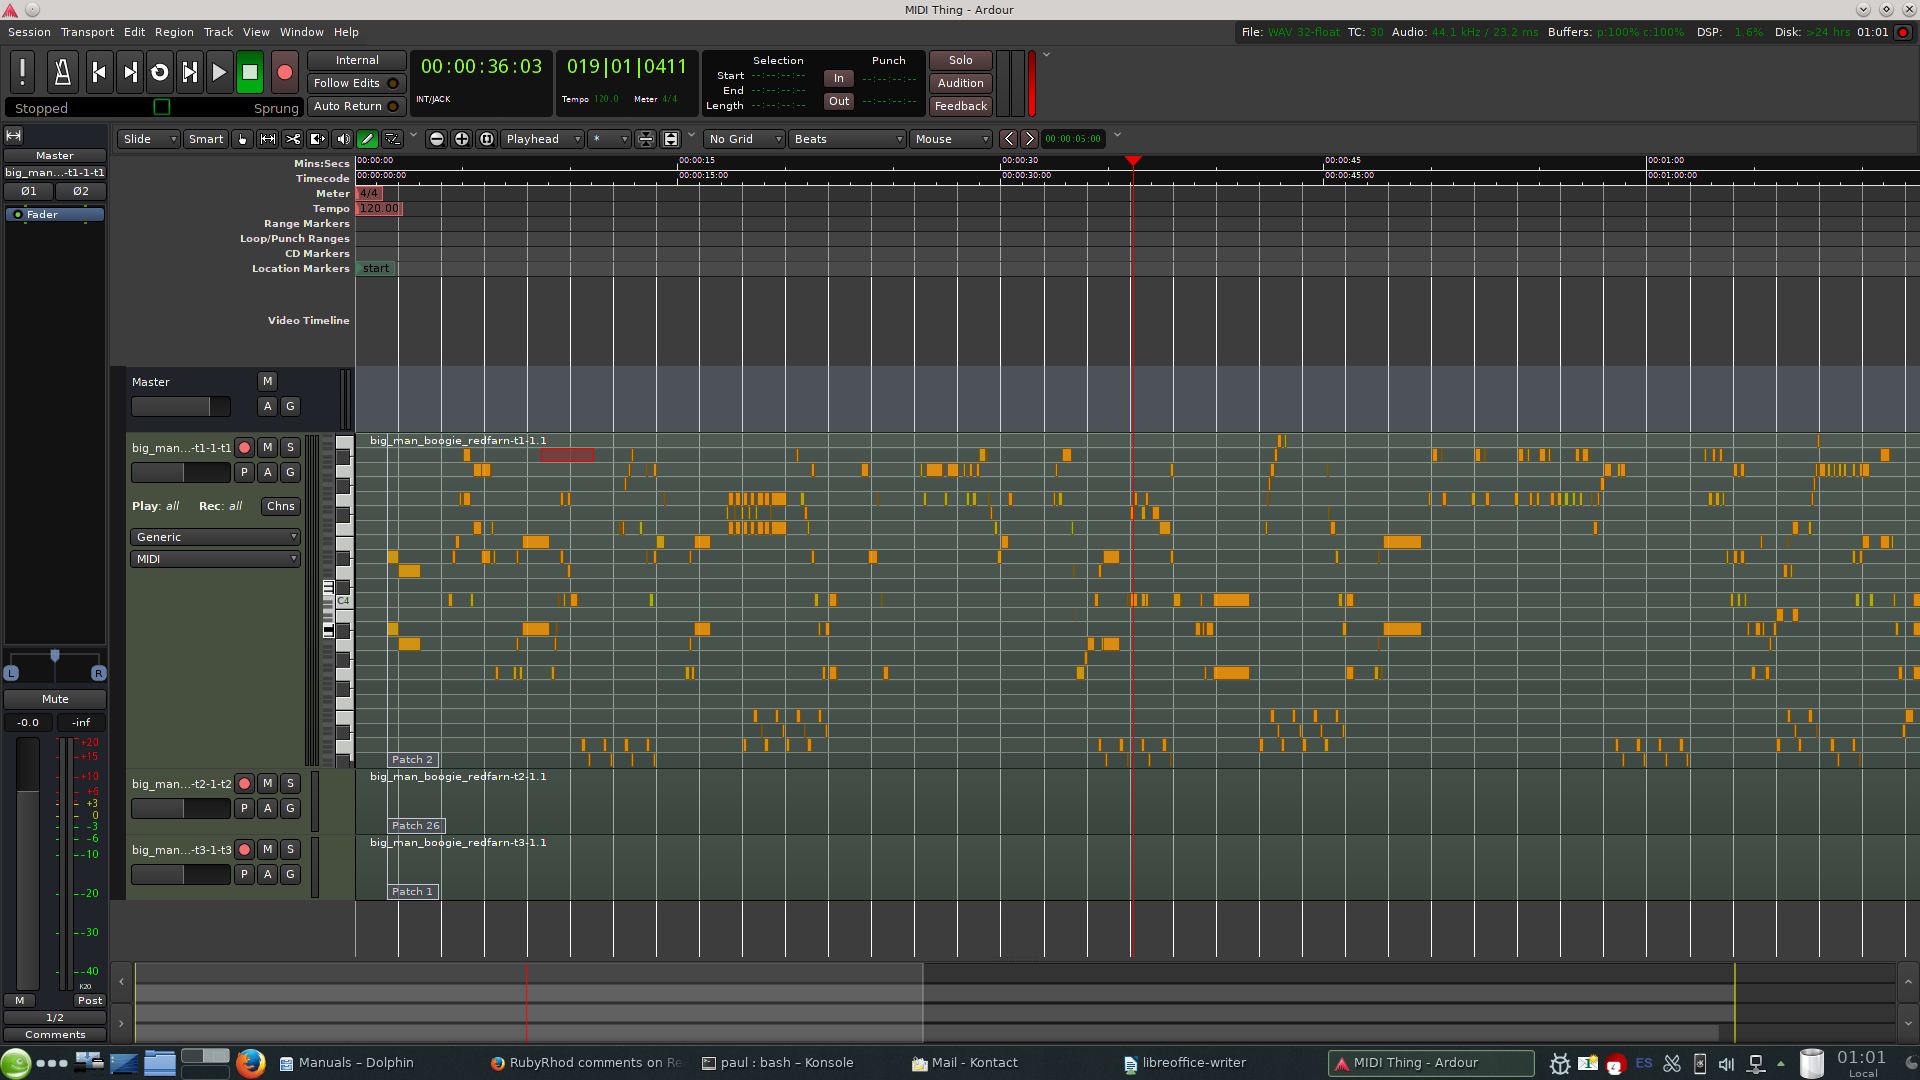 MIDI Thing - Ardour
Session Transport Edit Region Track View Window Help
File: WAV 32-float TC: 30 Audio: 44.1 kHz / 23.2 ms Buffers: p:100% c:100% DSP: 1.6% Disk: >24 hrs 01:01
Internal
Follow Edits
Auto Return
Stopped
Sprung
00:00:36:03
INT/JACK
019|01|0411
Tempo 120.0 Meter 4/4
Selection
Punch
Start --:--:--:--
End --:--:--:--
Length --:--:--:--
In --:--:--:--
Out --:--:--:--
Solo
Audition
Feedback
Slide Smart Playhead * No Grid Beats Mouse 00:00:05:00
Master
big_man...-t1-1-t1
Ø1 Ø2
Fader
L R
Mute
-0.0 -inf
+20
+15
+10
+6
+3
0
-3
-6
-10
-20
-30
-40
K20
M Post
1/2
Comments
Mins:Secs 00:00:00 00:00:15 00:00:30 00:00:45 00:01:00
Timecode 00:00:00:00 00:00:15:00 00:00:30:00 00:00:45:00 00:01:00:00
Meter 4/4
Tempo 120.00
Range Markers
Loop/Punch Ranges
CD Markers
Location Markers start
Video Timeline
Master M
A G
big_man...-t1-1-t1 M S
P A G
Play: all Rec: all Chns
Generic
MIDI
C4
big_man_boogie_redfarn-t1-1.1
Patch 2
big_man...-t2-1-t2 M S
P A G
big_man_boogie_redfarn-t2-1.1
Patch 26
big_man...-t3-1-t3 M S
P A G
big_man_boogie_redfarn-t3-1.1
Patch 1
Manuals – Dolphin
RubyRhod comments on Re
paul : bash – Konsole
Mail - Kontact
libreoffice-writer
MIDI Thing - Ardour
ES
01:01
Local